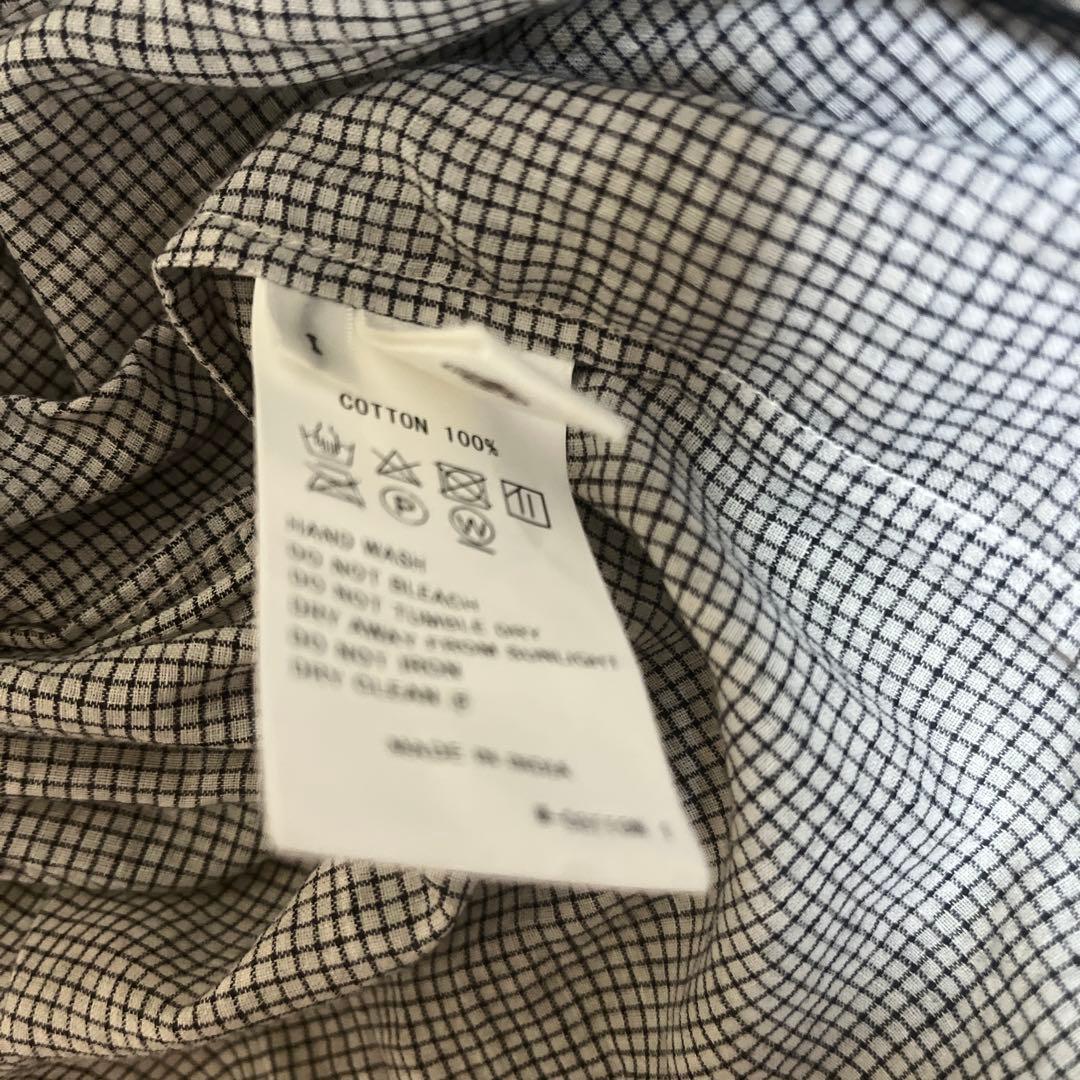 1
COTTON 100%
P
W
HAND WASH
DO NOT BLEACH
DO NOT TUMBLE DRY
DRY AWAY FROM SUNLIGHT
DO NOT IRON
DRY CLEAN
MADE IN INDIA